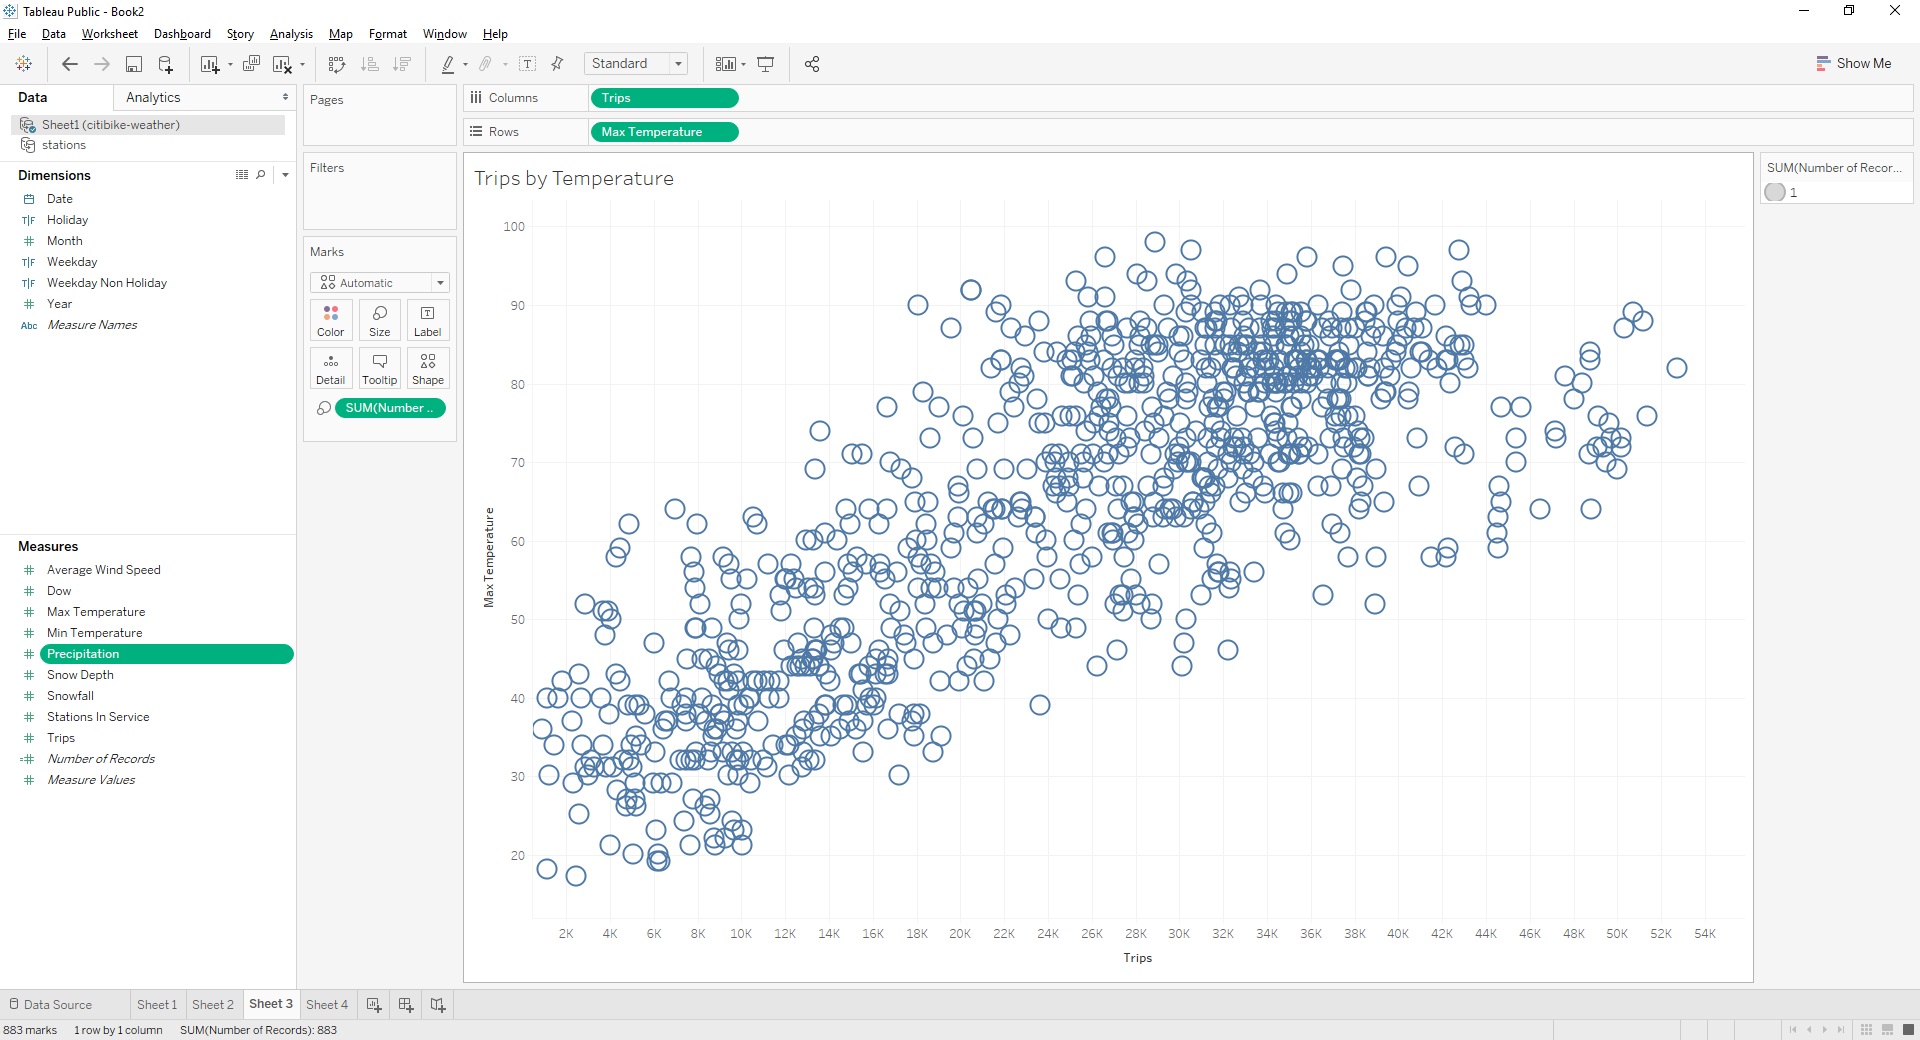 Tableau Public - Book2
File Data Worksheet Dashboard Story Analysis Map Format Window Help
Standard
Show Me
Data Analytics
Sheet1 (citibike-weather)
stations
Dimensions
Date
T|F Holiday
Month
T|F Weekday
T|F Weekday Non Holiday
Year
Abc Measure Names
Measures
Average Wind Speed
Dow
Max Temperature
Min Temperature
Precipitation
Snow Depth
Snowfall
Stations In Service
Trips
Number of Records
Measure Values
Pages
Filters
Marks
Automatic
Color Size Label
Detail Tooltip Shape
SUM(Number ..
Columns Trips
Rows Max Temperature
Trips by Temperature
100
90
80
70
60
50
40
30
20
Max Temperature
2K 4K 6K 8K 10K 12K 14K 16K 18K 20K 22K 24K 26K 28K 30K 32K 34K 36K 38K 40K 42K 44K 46K 48K 50K 52K 54K
Trips
SUM(Number of Recor...
1
Data Source Sheet 1 Sheet 2 Sheet 3 Sheet 4
883 marks 1 row by 1 column SUM(Number of Records): 883